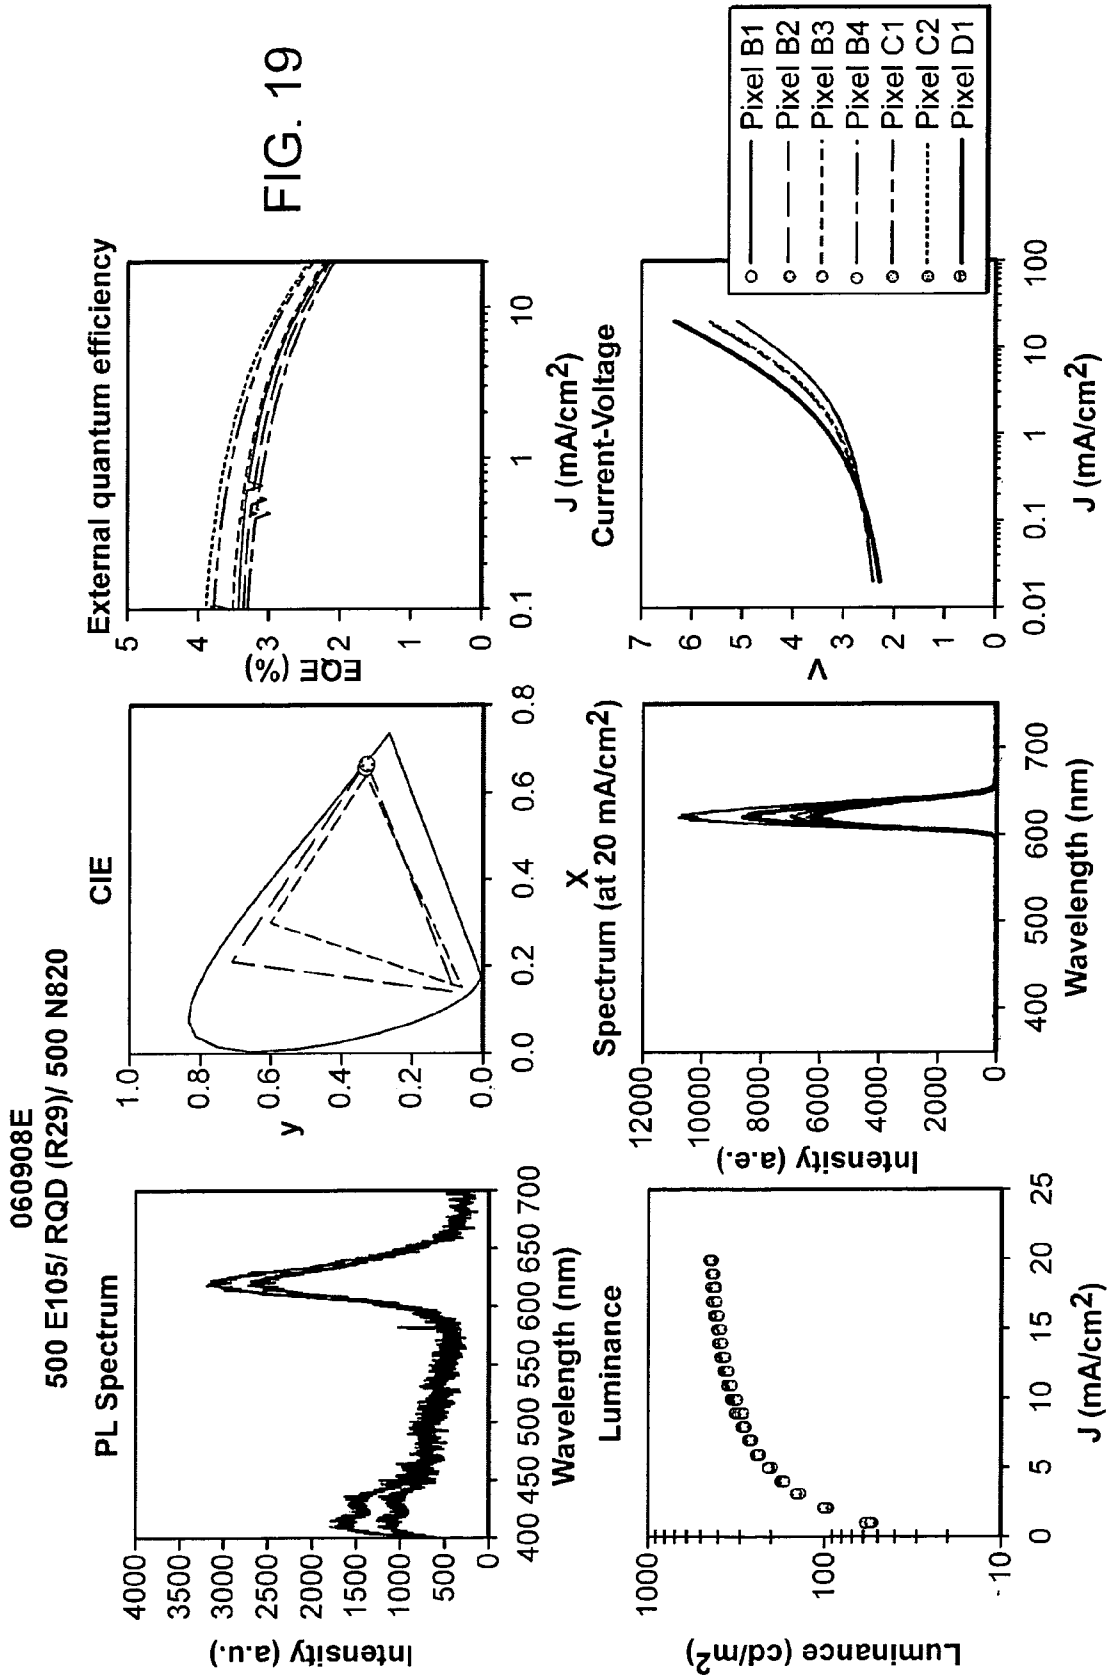 060908E
500 E105/ RQD (R29)/ 500 N820
FIG. 19
PL Spectrum
Intensity (a.u.)
4000
3500
3000
2500
2000
1500
1000
500
0
400 450 500 550 600 650 700
Wavelength (nm)
CIE
y
1.0
0.8
0.6
0.4
0.2
0.0
0.0 0.2 0.4 0.6 0.8
X
External quantum efficiency
EQE (%)
5
4
3
2
1
0
0.1 1 10
J (mA/cm2)
Luminance
Luminance (cd/m2)
1000
100
10
0 5 10 15 20 25
J (mA/cm2)
Spectrum (at 20 mA/cm2)
Intensity (a.e.)
12000
10000
8000
6000
4000
2000
0
400 500 600 700
Wavelength (nm)
Current-Voltage
V
7
6
5
4
3
2
1
0
0.01 0.1 1 10 100
J (mA/cm2)
Pixel B1
Pixel B2
Pixel B3
Pixel B4
Pixel C1
Pixel C2
Pixel D1